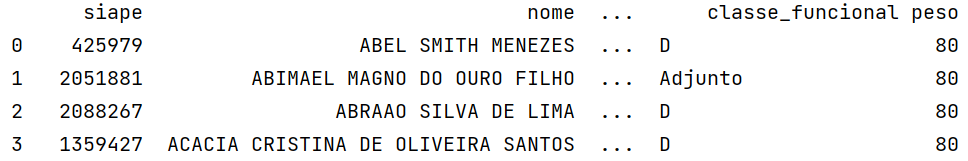 siape nome ... classe_funcional peso
0 425979 ABEL SMITH MENEZES ... D 80
1 2051881 ABIMAEL MAGNO DO OURO FILHO ... Adjunto 80
2 2088267 ABRAAO SILVA DE LIMA ... D 80
3 1359427 ACACIA CRISTINA DE OLIVEIRA SANTOS ... D 80